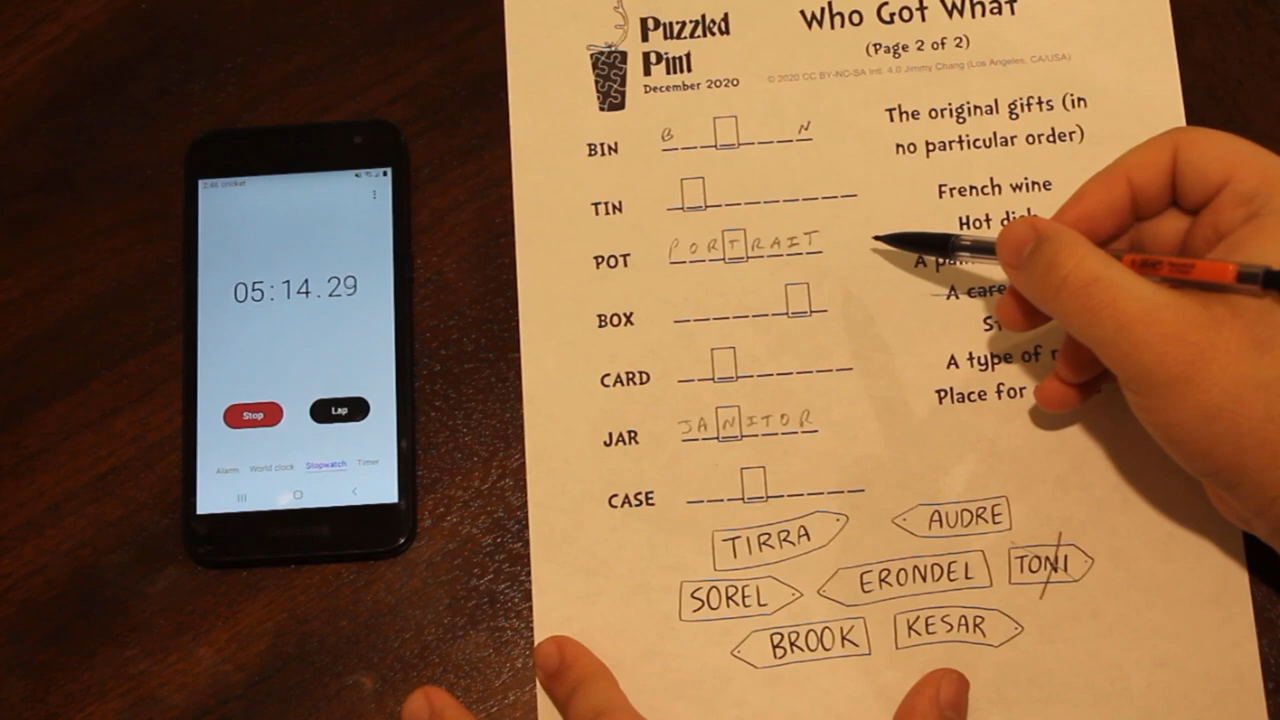 Puzzled
Pint
December 2020
Who Got What
(Page 2 of 2)
© 2020 CC BY-NC-SA Intl. 4.0 Jimmy Chang (Los Angeles, CA/USA)
The original gifts (in
no particular order)
French wine
Hot
A
A care
A type of
Place for
BIN B N
TIN
POT PORTRAIT
BOX
CARD
JAR JANITOR
CASE
TIRRA
AUDRE
SOREL
ERONDEL
TONI
BROOK
KESAR
2:46 cricket
05:14.29
Stop
Lap
Alarm World clock Stopwatch Timer